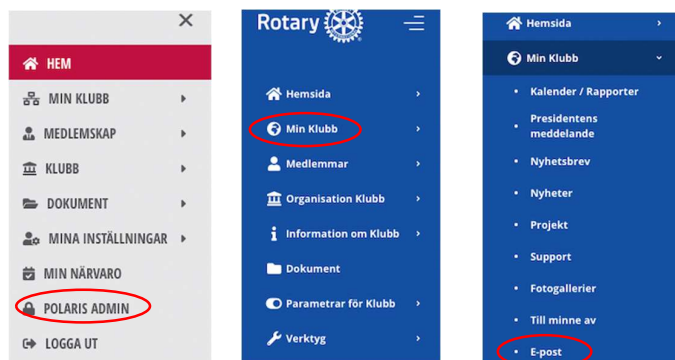 HEM
MIN KLUBB
MEDLEMSKAP
KLUBB
DOKUMENT
MINA INSTÄLLNINGAR
MIN NÄRVARO
POLARIS ADMIN
LOGGA UT
Rotary
Hemsida
Min Klubb
Medlemmar
Organisation Klubb
Information om Klubb
Dokument
Parametrar för Klubb
Verktyg
Hemsida
Min Klubb
Kalender / Rapporter
Presidentens
meddelande
Nyhetsbrev
Nyheter
Projekt
Support
Fotogallerier
Till minne av
E-post